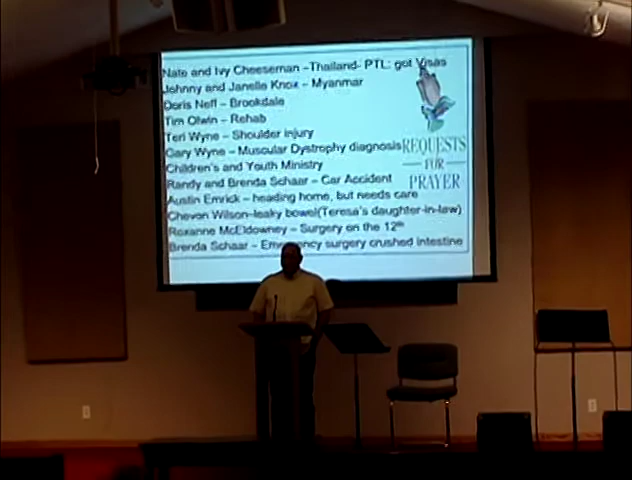 Nate and Ivy Cheeseman –Thailand- PTL: got Visas
Johnny and Janelle Knox – Myanmar
Doris Neff – Brookdale
Tim Olwin – Rehab
Teri Wyne – Shoulder injury
Gary Wyne – Muscular Dystrophy diagnosis
Children's and Youth Ministry
Randy and Brenda Schaar – Car Accident
Austin Emrick – heading home, but needs care
Chevon Wilson–leaky bowel(Teresa's daughter-in-law)
Roxanne McEldowney – Surgery on the 12th
Brenda Schaar – Emergency surgery crushed intestine
REQUESTS
FOR
PRAYER